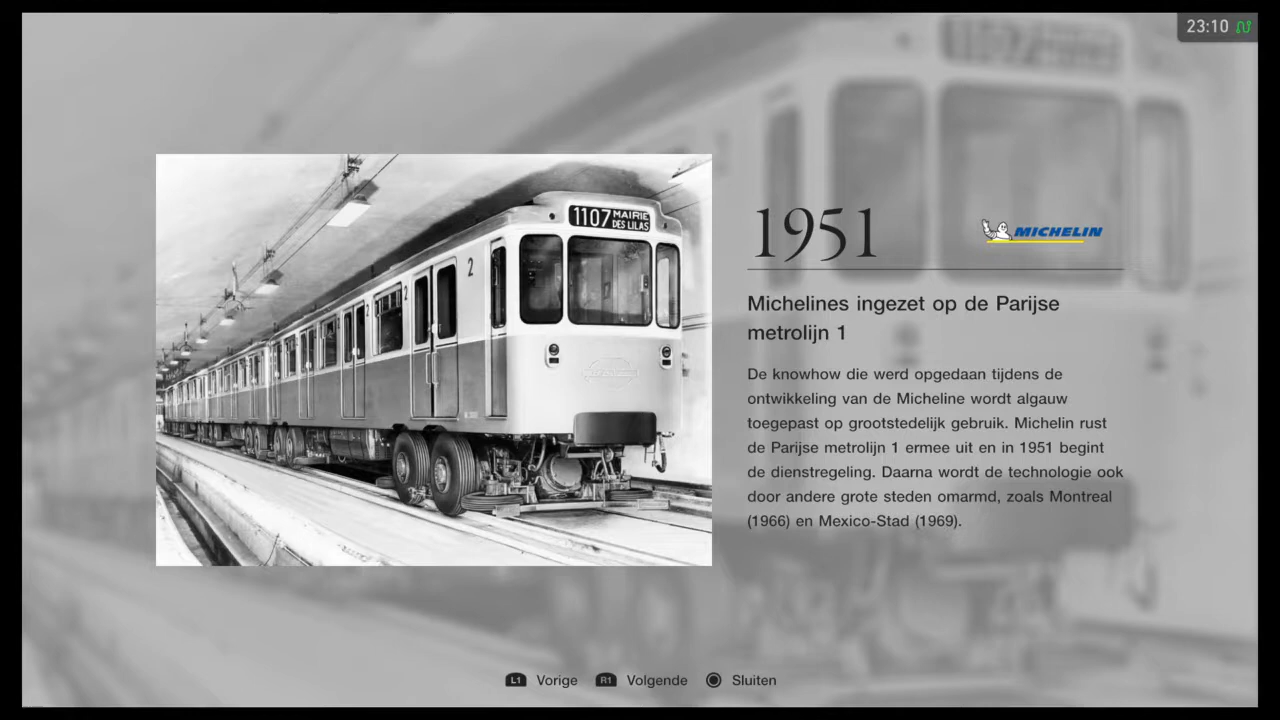 23:10
1107 MAIRIE DES LILAS
2
2
2
1951
MICHELIN
Michelines ingezet op de Parijse
metrolijn 1
De knowhow die werd opgedaan tijdens de
ontwikkeling van de Micheline wordt algauw
toegepast op grootstedelijk gebruik. Michelin rust
de Parijse metrolijn 1 ermee uit en in 1951 begint
de dienstregeling. Daarna wordt de technologie ook
door andere grote steden omarmd, zoals Montreal
(1966) en Mexico-Stad (1969).
L1 Vorige R1 Volgende Sluiten